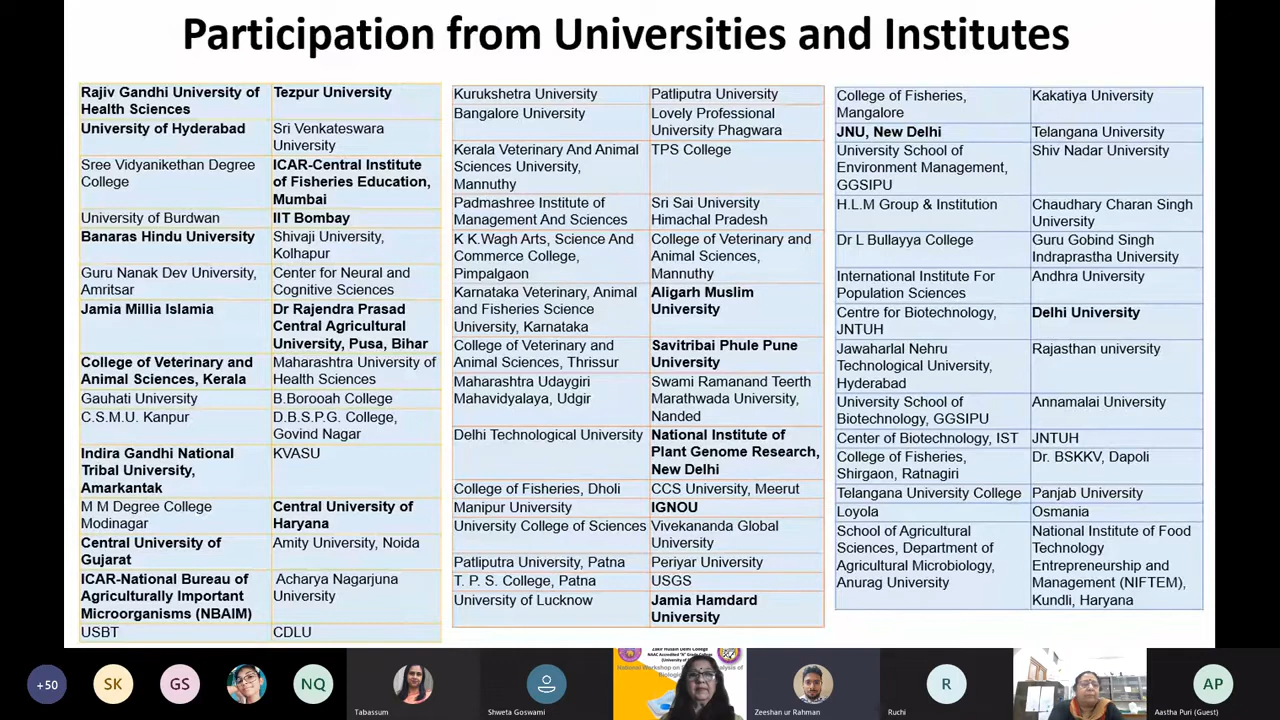 Participation from Universities and Institutes
Rajiv Gandhi University of
Health Sciences
Tezpur University
University of Hyderabad
Sri Venkateswara
University
Sree Vidyanikethan Degree
College
ICAR-Central Institute
of Fisheries Education,
Mumbai
University of Burdwan
IIT Bombay
Banaras Hindu University
Shivaji University,
Kolhapur
Guru Nanak Dev University,
Amritsar
Center for Neural and
Cognitive Sciences
Jamia Millia Islamia
Dr Rajendra Prasad
Central Agricultural
University, Pusa, Bihar
College of Veterinary and
Animal Sciences, Kerala
Maharashtra University of
Health Sciences
Gauhati University
B.Borooah College
C.S.M.U. Kanpur
D.B.S.P.G. College,
Govind Nagar
Indira Gandhi National
Tribal University,
Amarkantak
KVASU
M M Degree College
Modinagar
Central University of
Haryana
Central University of
Gujarat
Amity University, Noida
ICAR-National Bureau of
Agriculturally Important
Microorganisms (NBAIM)
Acharya Nagarjuna
University
USBT
CDLU
Kurukshetra University
Patliputra University
Bangalore University
Lovely Professional
University Phagwara
Kerala Veterinary And Animal
Sciences University,
Mannuthy
TPS College
Padmashree Institute of
Management And Sciences
Sri Sai University
Himachal Pradesh
K K.Wagh Arts, Science And
Commerce College,
Pimpalgaon
College of Veterinary and
Animal Sciences,
Mannuthy
Karnataka Veterinary, Animal
and Fisheries Science
University, Karnataka
Aligarh Muslim
University
College of Veterinary and
Animal Sciences, Thrissur
Savitribai Phule Pune
University
Maharashtra Udaygiri
Mahavidyalaya, Udgir
Swami Ramanand Teerth
Marathwada University,
Nanded
Delhi Technological University
National Institute of
Plant Genome Research,
New Delhi
College of Fisheries, Dholi
CCS University, Meerut
Manipur University
IGNOU
University College of Sciences
Vivekananda Global
University
Patliputra University, Patna
Periyar University
T. P. S. College, Patna
USGS
University of Lucknow
Jamia Hamdard
University
College of Fisheries,
Mangalore
Kakatiya University
JNU, New Delhi
Telangana University
University School of
Environment Management,
GGSIPU
Shiv Nadar University
H.L.M Group & Institution
Chaudhary Charan Singh
University
Dr L Bullayya College
Guru Gobind Singh
Indraprastha University
International Institute For
Population Sciences
Andhra University
Centre for Biotechnology,
JNTUH
Delhi University
Jawaharlal Nehru
Technological University,
Hyderabad
Rajasthan university
University School of
Biotechnology, GGSIPU
Annamalai University
Center of Biotechnology, IST
JNTUH
College of Fisheries,
Shirgaon, Ratnagiri
Dr. BSKKV, Dapoli
Telangana University College
Panjab University
Loyola
Osmania
School of Agricultural
Sciences, Department of
Agricultural Microbiology,
Anurag University
National Institute of Food
Technology
Entrepreneurship and
Management (NIFTEM),
Kundli, Haryana
+50
SK
GS
NQ
Tabassum
Shweta Goswami
Zakir Husain Delhi College
NAAC Accredited "A" Grade College
(University of
National Workshop on
Zeeshan ur Rahman
R
Ruchi
AP
Aastha Puri (Guest)